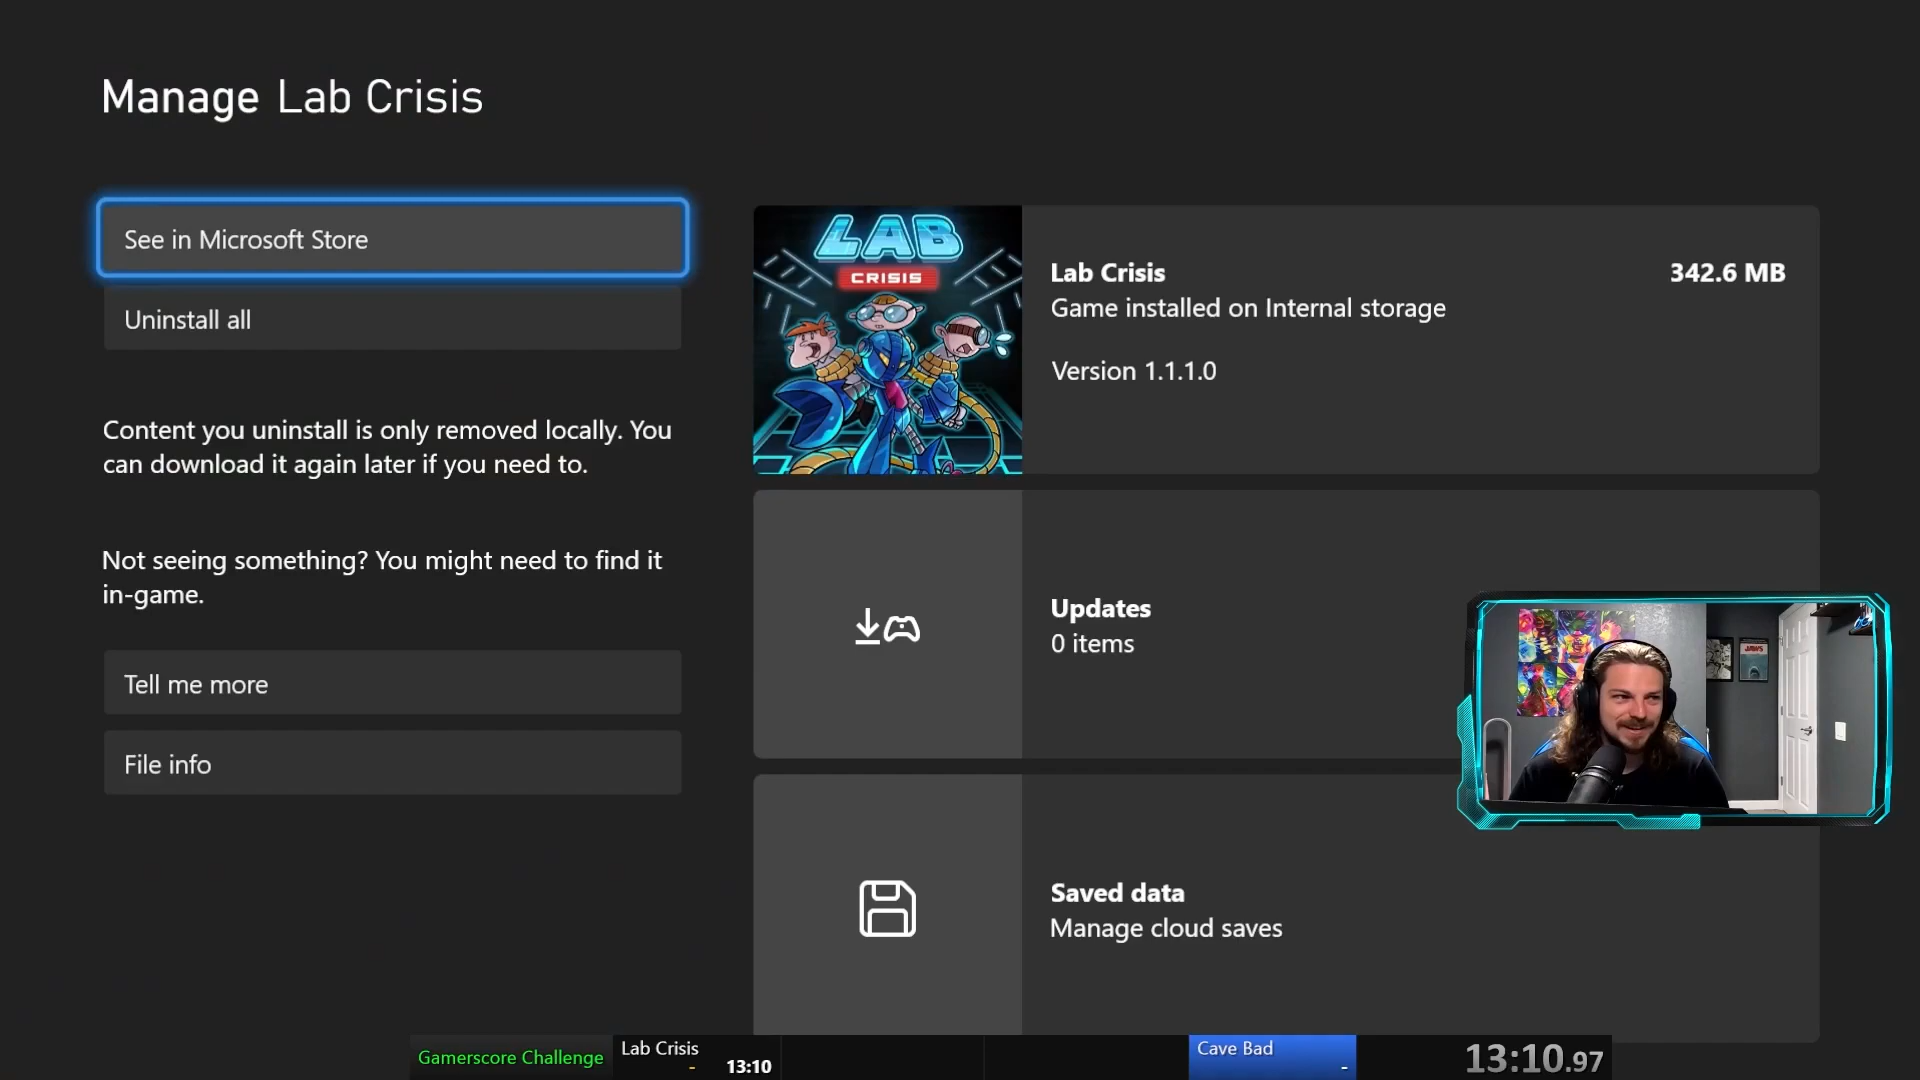 Manage Lab Crisis
See in Microsoft Store
Uninstall all
Content you uninstall is only removed locally. You
can download it again later if you need to.
Not seeing something? You might need to find it
in-game.
Tell me more
File info
LAB
CRISIS
Lab Crisis
342.6 MB
Game installed on Internal storage
Version 1.1.1.0
Updates
0 items
JAWS
Saved data
Manage cloud saves
Gamerscore Challenge
Lab Crisis
-
13:10
Cave Bad
-
13:10.97